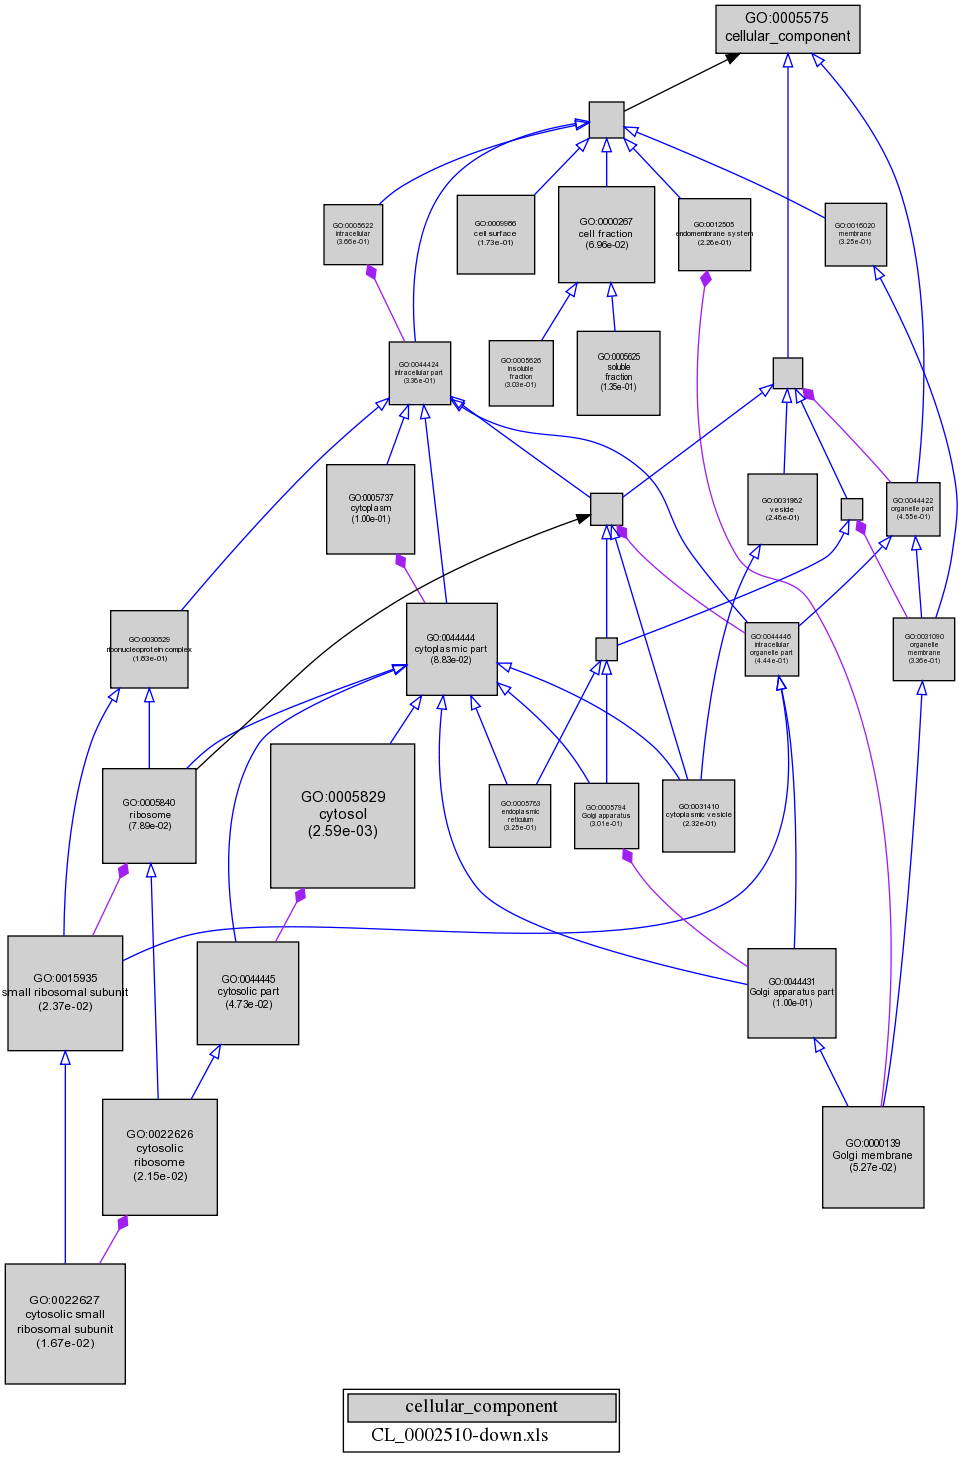 GO:0005575
cellular_component
GO:0005622
intracellular
(3.66e-01)
GO:0009986
cell surface
(1.73e-01)
GO:0000267
cell fraction
(6.96e-02)
GO:0012505
endomembrane system
(2.26e-01)
GO:0016020
membrane
(3.25e-01)
GO:0044424
intracellular part
(3.36e-01)
GO:0005626
insoluble
fraction
(3.03e-01)
GO:0005625
soluble
fraction
(1.35e-01)
GO:0005737
cytoplasm
(1.00e-01)
GO:0031982
vesicle
(2.46e-01)
GO:0044422
organelle part
(4.55e-01)
GO:0030529
ribonucleoprotein complex
(1.83e-01)
GO:0044444
cytoplasmic part
(8.83e-02)
GO:0044446
intracellular
organelle part
(4.44e-01)
GO:0031090
organelle
membrane
(3.36e-01)
GO:0005840
ribosome
(7.89e-02)
GO:0005829
cytosol
(2.59e-03)
GO:0005783
endoplasmic
reticulum
(3.25e-01)
GO:0005794
Golgi apparatus
(3.01e-01)
GO:0031410
cytoplasmic vesicle
(2.32e-01)
GO:0015935
small ribosomal subunit
(2.37e-02)
GO:0044445
cytosolic part
(4.73e-02)
GO:0044431
Golgi apparatus part
(1.00e-01)
GO:0022626
cytosolic
ribosome
(2.15e-02)
GO:0000139
Golgi membrane
(5.27e-02)
GO:0022627
cytosolic small
ribosomal subunit
(1.67e-02)
cellular_component
CL_0002510-down.xls